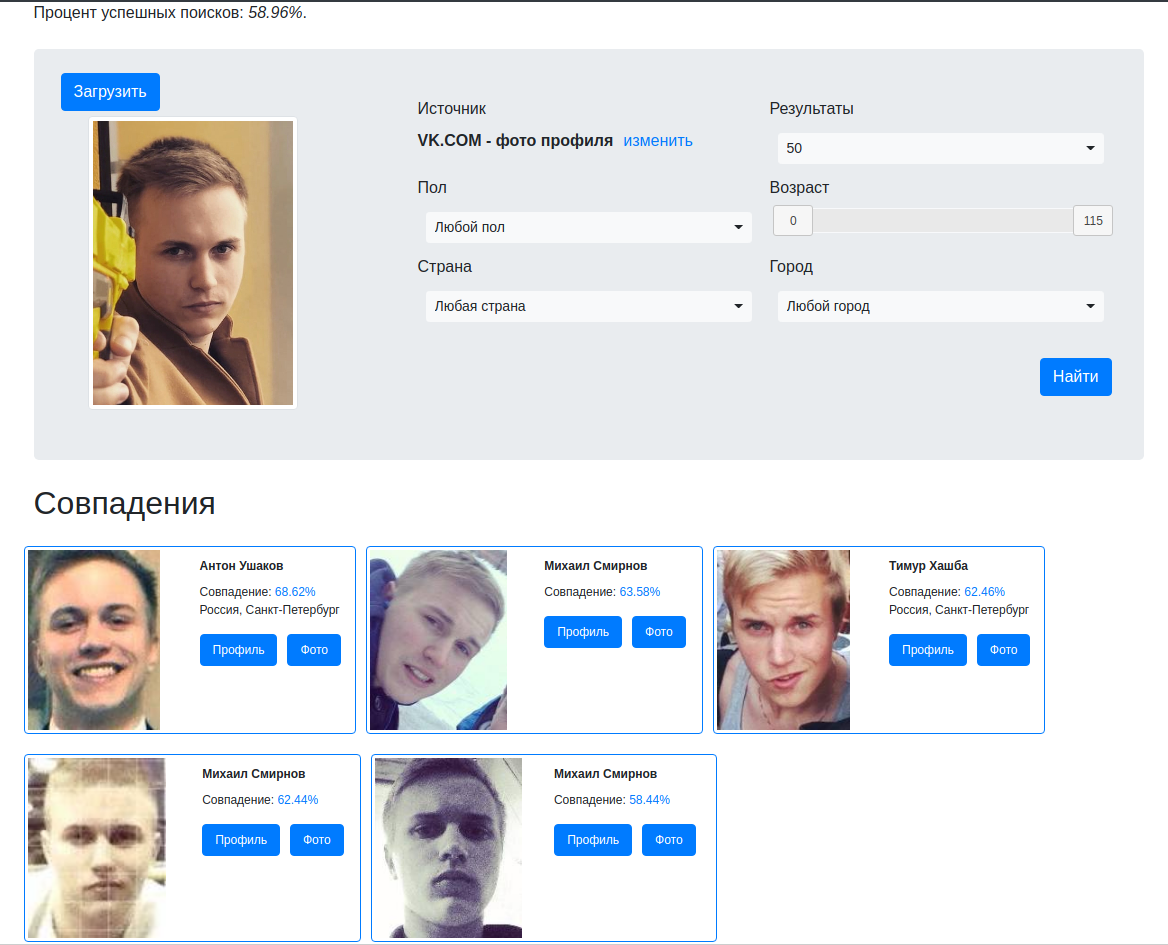 Процент успешных поисков: 58.96%.
Загрузить
Источник
Результаты
VK.COM - фото профиля изменить
50
Пол
Возраст
Любой пол
0
115
Страна
Город
Любая страна
Любой город
Найти
Совпадения
Антон Ушаков
Совпадение: 68.62%
Россия, Санкт-Петербург
Профиль
Фото
Михаил Смирнов
Совпадение: 63.58%
Профиль
Фото
Тимур Хашба
Совпадение: 62.46%
Россия, Санкт-Петербург
Профиль
Фото
Михаил Смирнов
Совпадение: 62.44%
Профиль
Фото
Михаил Смирнов
Совпадение: 58.44%
Профиль
Фото